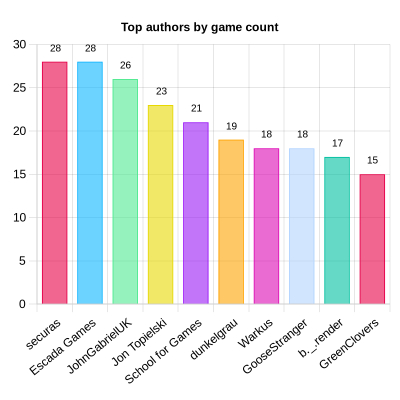 Top authors by game count
30
25
20
15
10
5
0
28
28
26
23
21
19
18
18
17
15
securas
Escada Games
JohnGabrielUK
Jon Topielski
School for Games
dunkelgrau
Warkus
GooseStranger
b._.render
GreenClovers